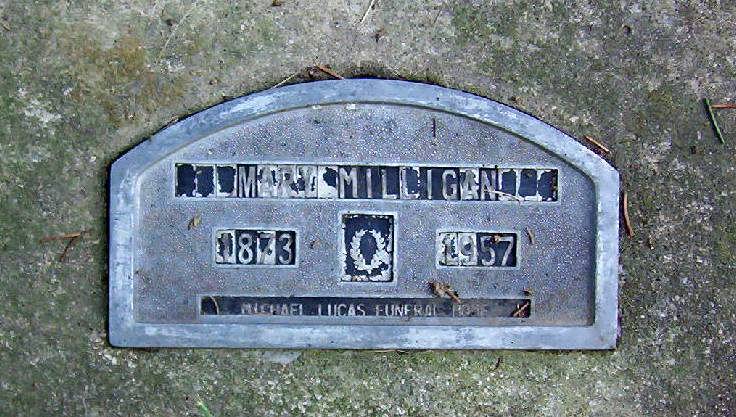 MARY MILLIGAN
1873 1957
MICHAEL LUCAS FUNERAL HOME